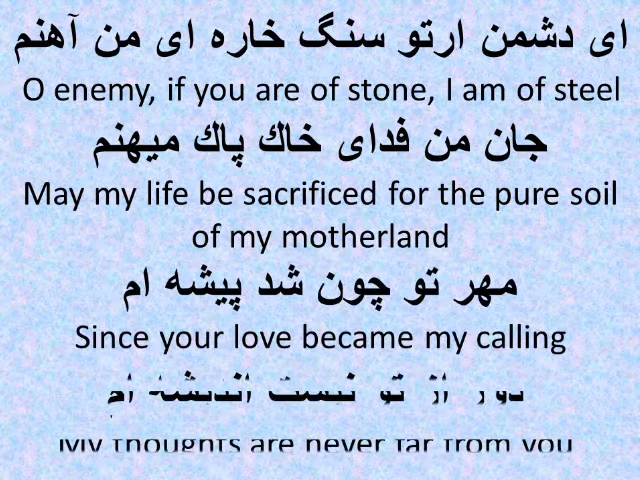 ای دشمن ارتو سنگ خاره ای من آهنم
O enemy, if you are of stone, I am of steel
جان من فدای خاك پاك میهنم
May my life be sacrificed for the pure soil
of my motherland
مهر تو چون شد پیشه ام
Since your love became my calling
دور از تو نیست اندیشه ام
My thoughts are never far from you